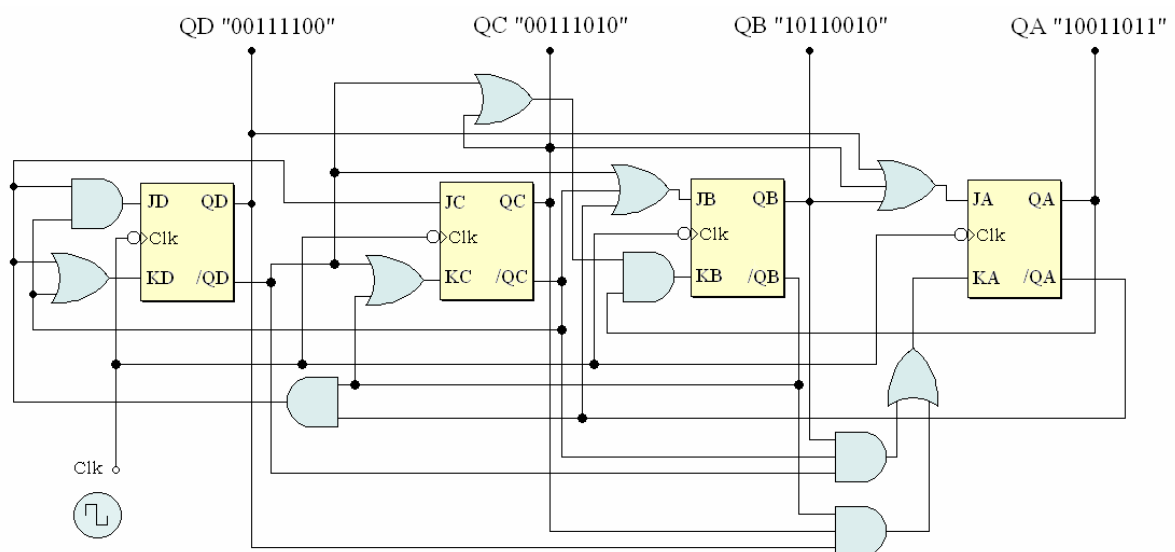 QD "00111100" QC "00111010" QB "10110010" QA "10011011"
JD QD JC QC JB QB JA QA
Clk Clk Clk Clk
KD /QD KC /QC KB /QB KA /QA
Clk